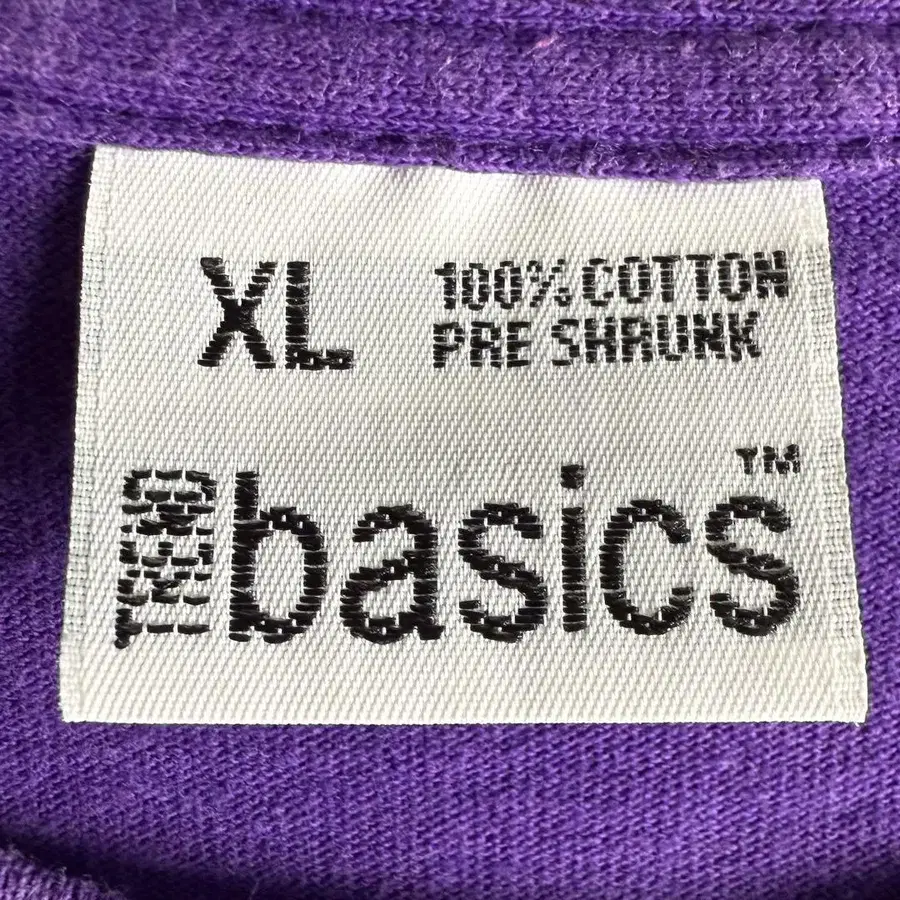 XL
100% COTTON
PRE SHRUNK
basics™